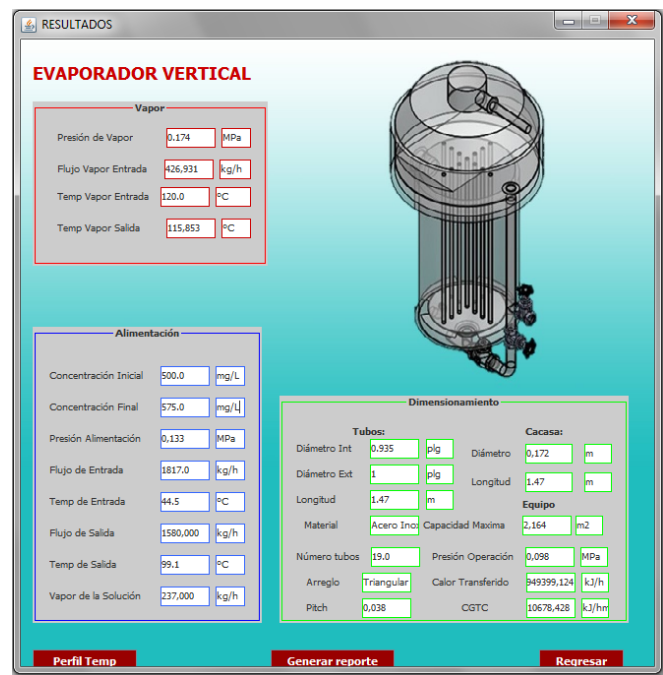 RESULTADOS
EVAPORADOR VERTICAL
Vapor
Presión de Vapor 0.174 MPa
Flujo Vapor Entrada 426,931 kg/h
Temp Vapor Entrada 120.0 ºC
Temp Vapor Salida 115,853 ºC
Alimentación
Concentración Inicial 500.0 mg/L
Concentración Final 575.0 mg/L
Presión Alimentación 0,133 MPa
Flujo de Entrada 1817.0 kg/h
Temp de Entrada 44.5 ºC
Flujo de Salida 1580,000 kg/h
Temp de Salida 99.1 ºC
Vapor de la Solución 237,000 kg/h
Dimensionamiento
Tubos: Cacasa:
Diámetro Int 0.935 plg Diámetro 0,172 m
Diámetro Ext 1 plg Longitud 1.47 m
Longitud 1.47 m Equipo
Material Acero Inox Capacidad Maxima 2,164 m2
Número tubos 19.0 Presión Operación 0,098 MPa
Arreglo Triangular Calor Transferido 949399,124 kJ/h
Pitch 0,038 CGTC 10678,428 kJ/hm
Perfil Temp Generar reporte Regresar